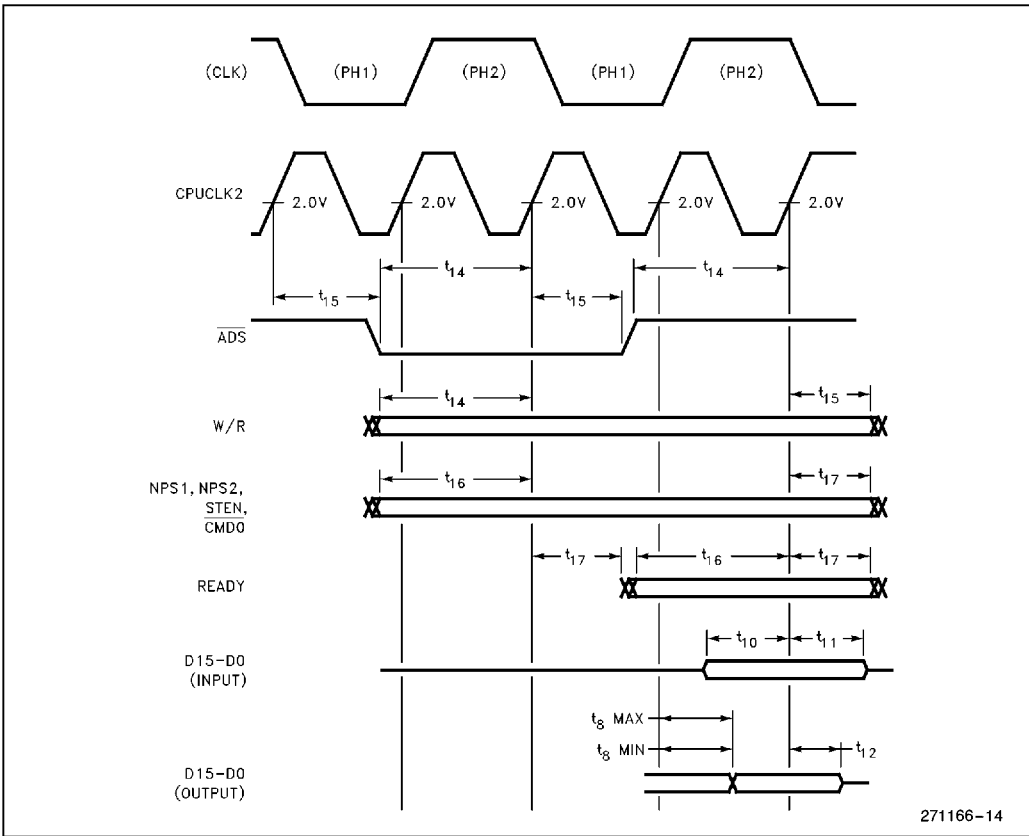 (CLK) (PH1) (PH2) (PH1) (PH2)
CPUCLK2 2.0V 2.0V 2.0V 2.0V 2.0V
t14 t14
t15 t15
ADS
t14 t15
W/R
t16 t17
NPS1, NPS2,
STEN,
CMD0
t17 t16 t17
READY
t10 t11
D15-D0
(INPUT)
t8 MAX
t8 MIN t12
D15-D0
(OUTPUT)
271166-14